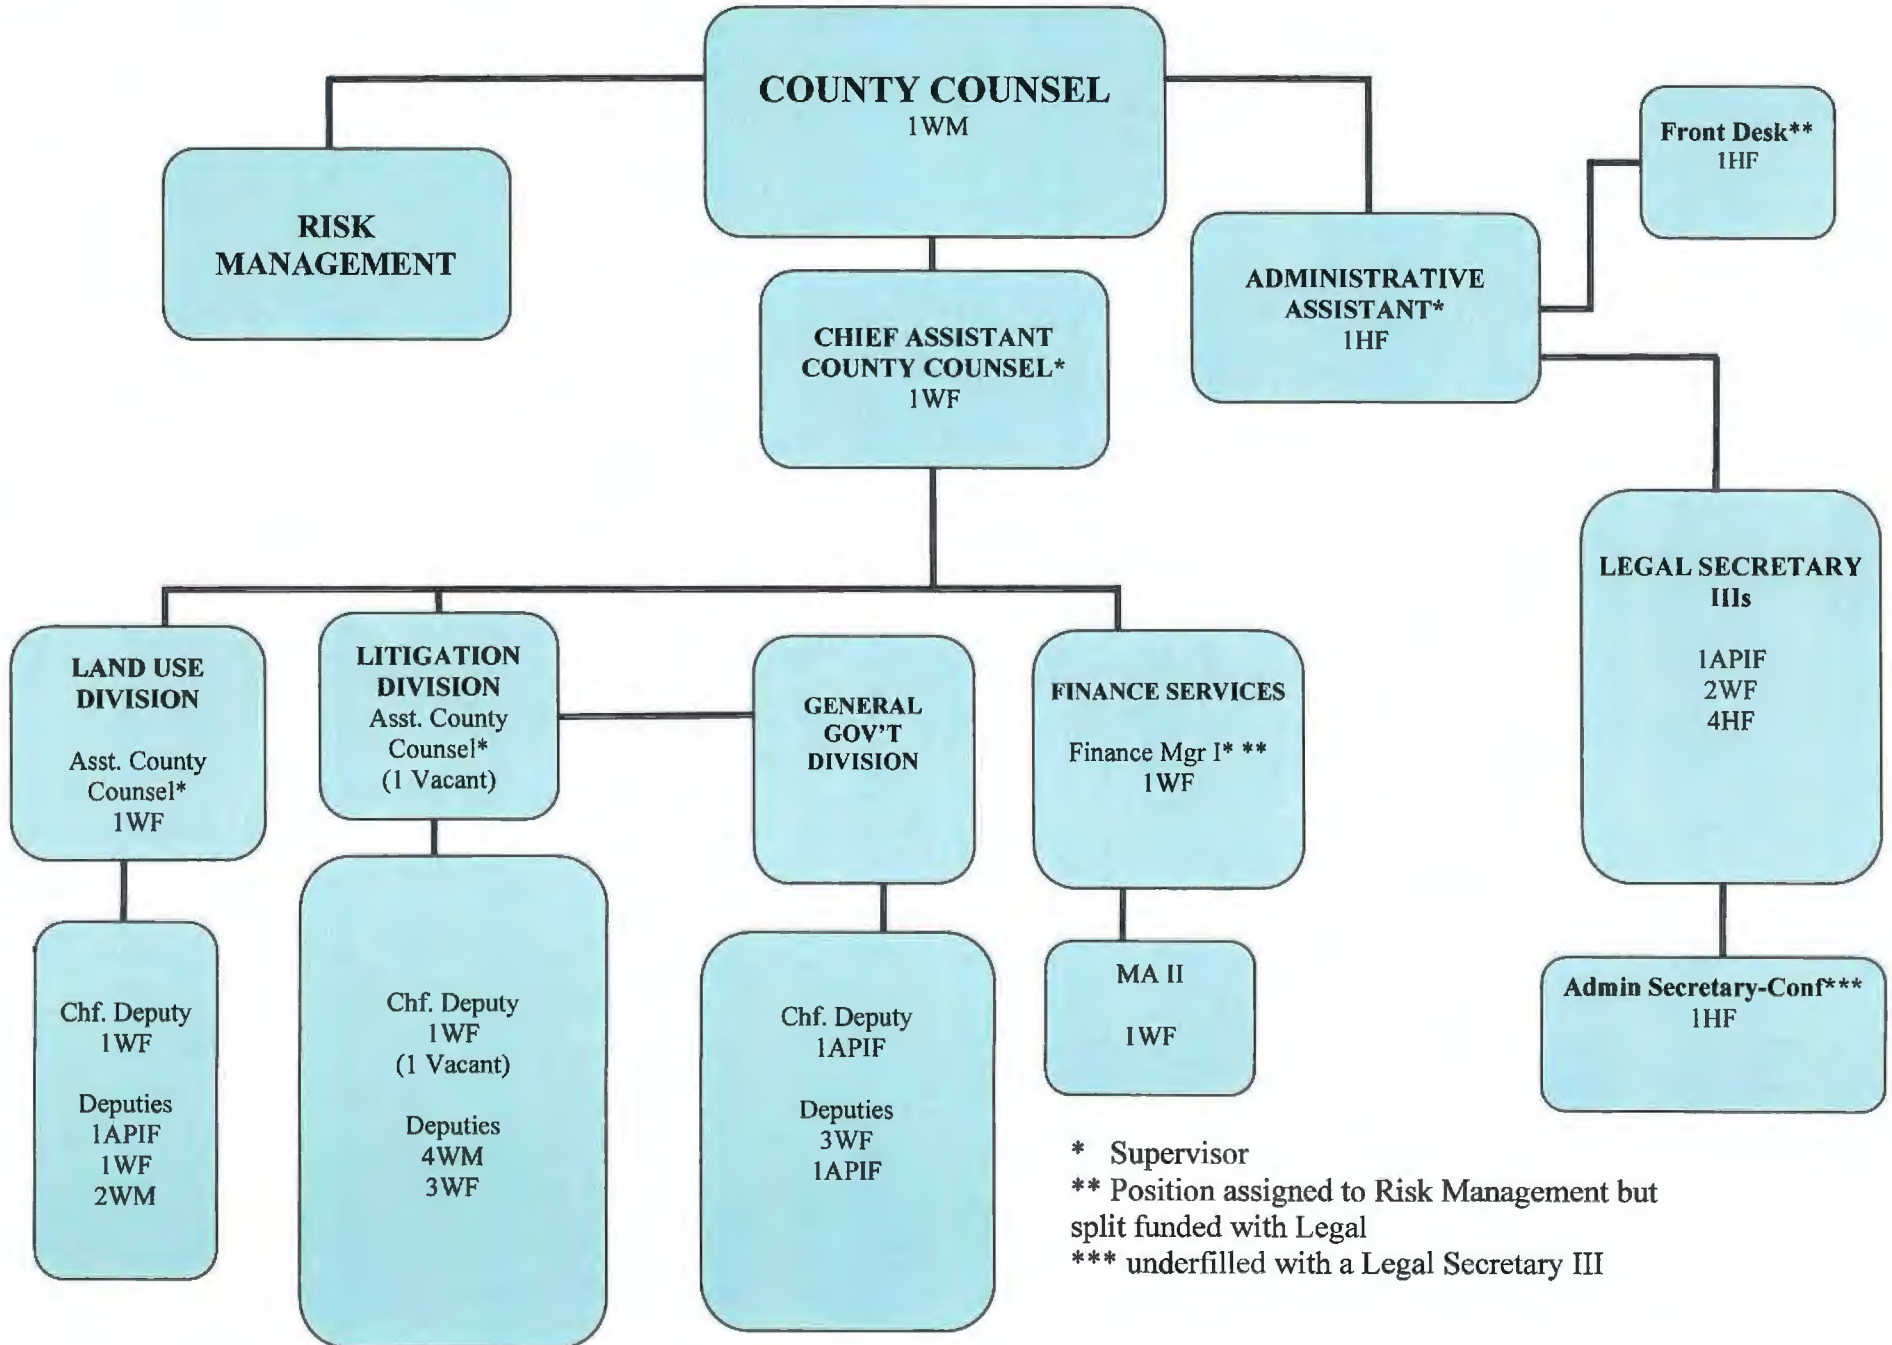 COUNTY COUNSEL
1WM
RISK
MANAGEMENT
CHIEF ASSISTANT
COUNTY COUNSEL*
1WF
ADMINISTRATIVE
ASSISTANT*
1HF
Front Desk**
1HF
LEGAL SECRETARY
IIIs
1APIF
2WF
4HF
Admin Secretary-Conf***
1HF
LAND USE
DIVISION
Asst. County
Counsel*
1WF
Chf. Deputy
1WF
Deputies
1APIF
1WF
2WM
LITIGATION
DIVISION
Asst. County
Counsel*
(1 Vacant)
Chf. Deputy
1WF
(1 Vacant)
Deputies
4WM
3WF
GENERAL
GOV'T
DIVISION
Chf. Deputy
1APIF
Deputies
3WF
1APIF
FINANCE SERVICES
Finance Mgr I* **
1WF
MA II
1WF
* Supervisor
** Position assigned to Risk Management but
split funded with Legal
*** underfilled with a Legal Secretary III